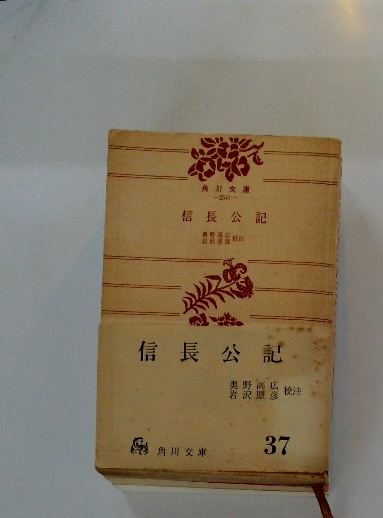 角川文庫
—2541—
信長公記
奥野高広
岩沢愿彦 校注
信長公記
奥野高広
岩沢愿彦 校注
角川文庫
37